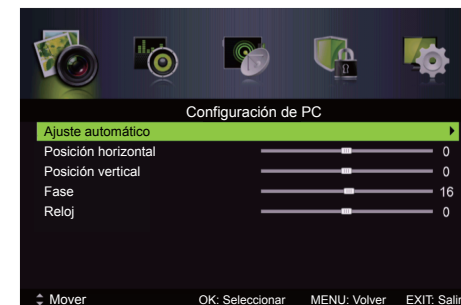 Configuración de PC
Ajuste automático
Posición horizontal 0
Posición vertical 0
Fase 16
Reloj 0
Mover OK: Seleccionar MENU: Volver EXIT: Salir